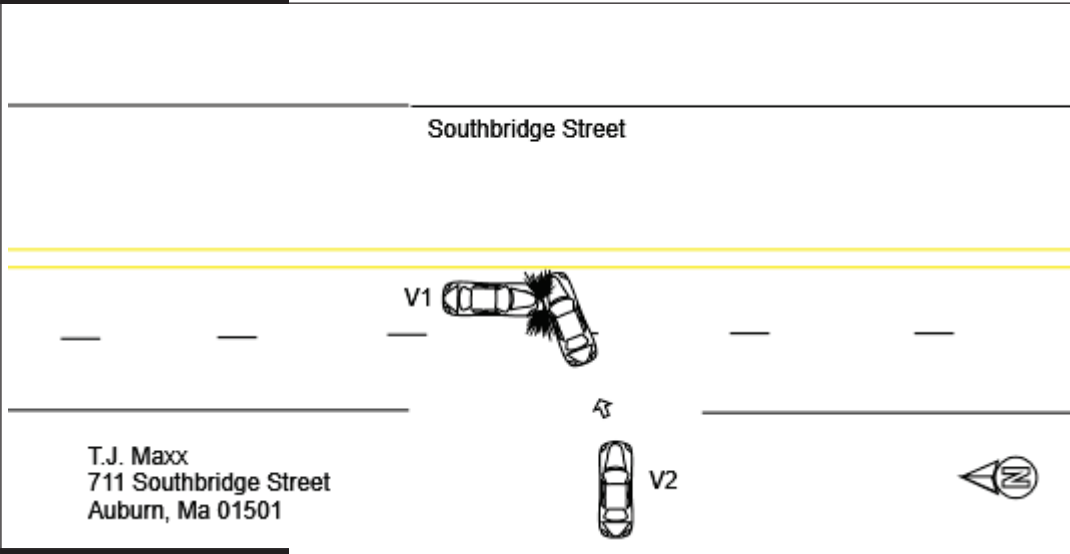 Southbridge Street
V1
T.J. Maxx
711 Southbridge Street
Auburn, Ma 01501
V2
N